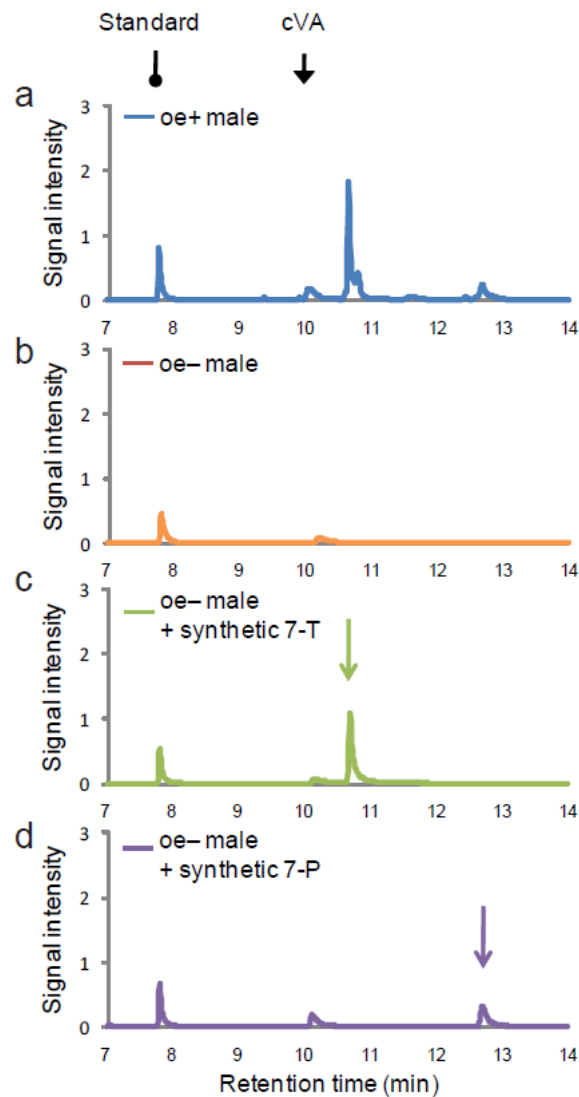 Standard cVA
a
3
2
1
0
Signal intensity
oe+ male
7 8 9 10 11 12 13 14
b
3
2
1
0
Signal intensity
oe– male
7 8 9 10 11 12 13 14
c
3
2
1
0
Signal intensity
oe– male
+ synthetic 7-T
7 8 9 10 11 12 13 14
d
3
2
1
0
Signal intensity
oe– male
+ synthetic 7-P
7 8 9 10 11 12 13 14
Retention time (min)